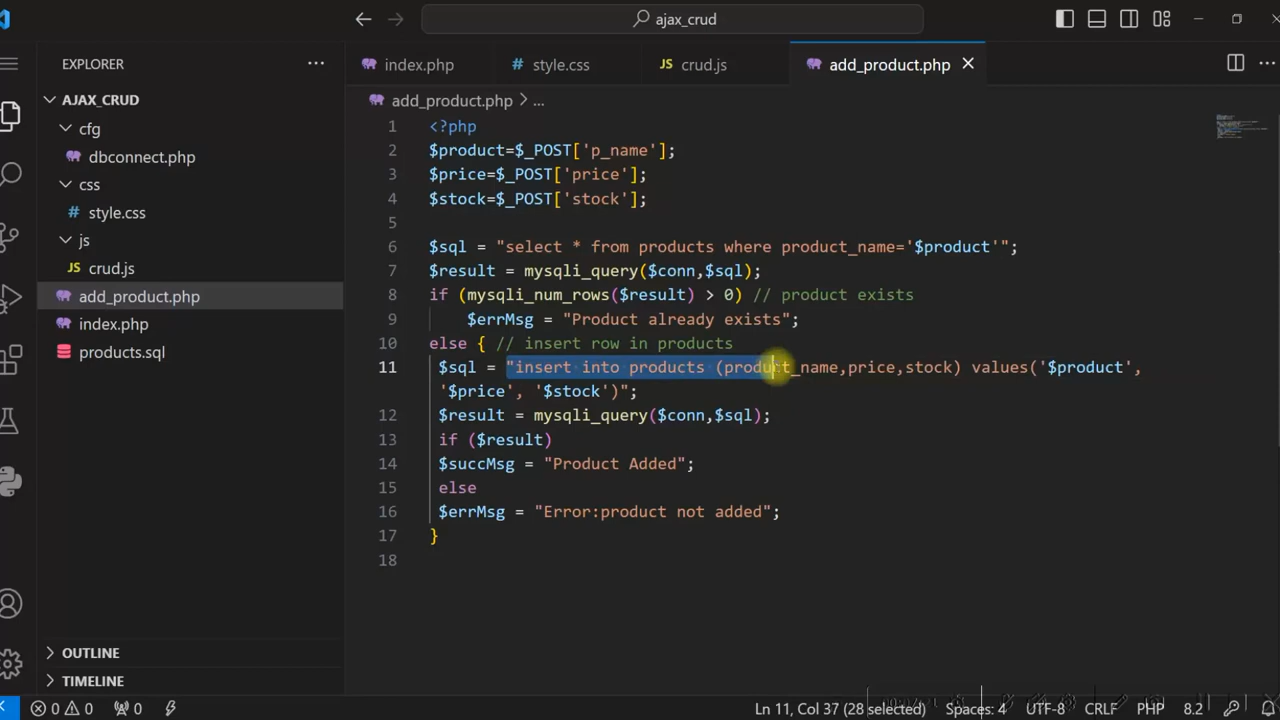 ajax_crud
EXPLORER
index.php
style.css
crud.js
add_product.php
AJAX_CRUD
cfg
dbconnect.php
css
style.css
js
crud.js
add_product.php
index.php
products.sql
OUTLINE
TIMELINE
add_product.php > ...
1 <?php
2 $product=$_POST['p_name'];
3 $price=$_POST['price'];
4 $stock=$_POST['stock'];
5
6 $sql = "select * from products where product_name='$product'";
7 $result = mysqli_query($conn,$sql);
8 if (mysqli_num_rows($result) > 0) // product exists
9 $errMsg = "Product already exists";
10 else { // insert row in products
11 $sql = "insert into products (product_name,price,stock) values('$product',
'$price', '$stock')";
12 $result = mysqli_query($conn,$sql);
13 if ($result)
14 $succMsg = "Product Added";
15 else
16 $errMsg = "Error:product not added";
17 }
18
0 0 0 Ln 11, Col 37 (28 selected) Spaces: 4 UTF-8 CRLF PHP 8.2